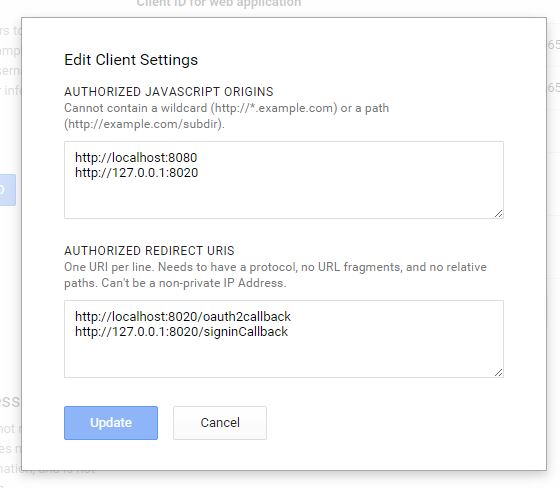 Client ID for web application
Edit Client Settings
AUTHORIZED JAVASCRIPT ORIGINS
Cannot contain a wildcard (http://*.example.com) or a path
(http://example.com/subdir).
http://localhost:8080
http://127.0.0.1:8020
AUTHORIZED REDIRECT URIS
One URI per line. Needs to have a protocol, no URL fragments, and no relative
paths. Can't be a non-private IP Address.
http://localhost:8020/oauth2callback
http://127.0.0.1:8020/signinCallback
Update
Cancel